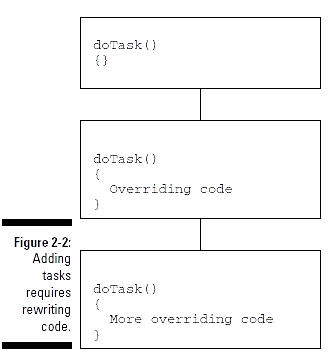 doTask()
{}
doTask()
{
Overriding code
}
Figure 2-2:
Adding
tasks
requires
rewriting
code.
doTask()
{
More overriding code
}